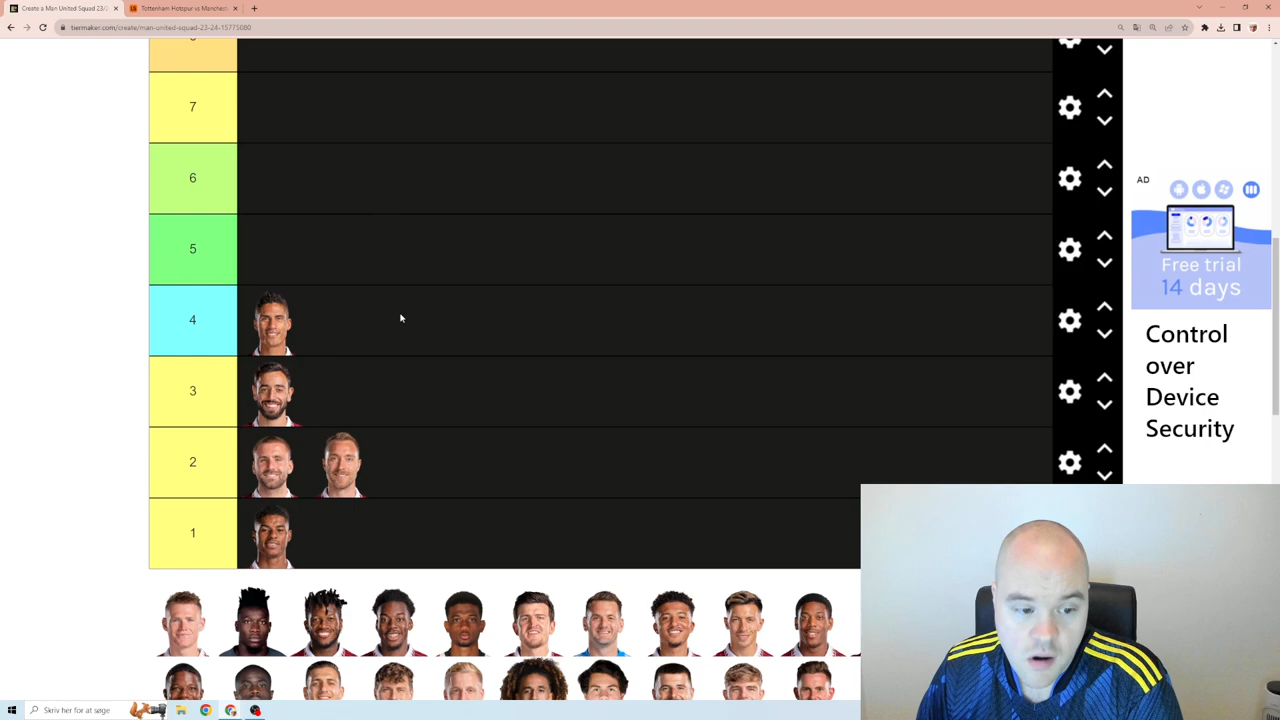 Create a Man United Squad 23/2
Tottenham Hotspur vs Manches
tiermaker.com/create/man-united-squad-23-24-15775080
7
6
5
4
3
2
1
AD
Free trial
14 days
Control
over
Device
Security
Skriv her for at søge